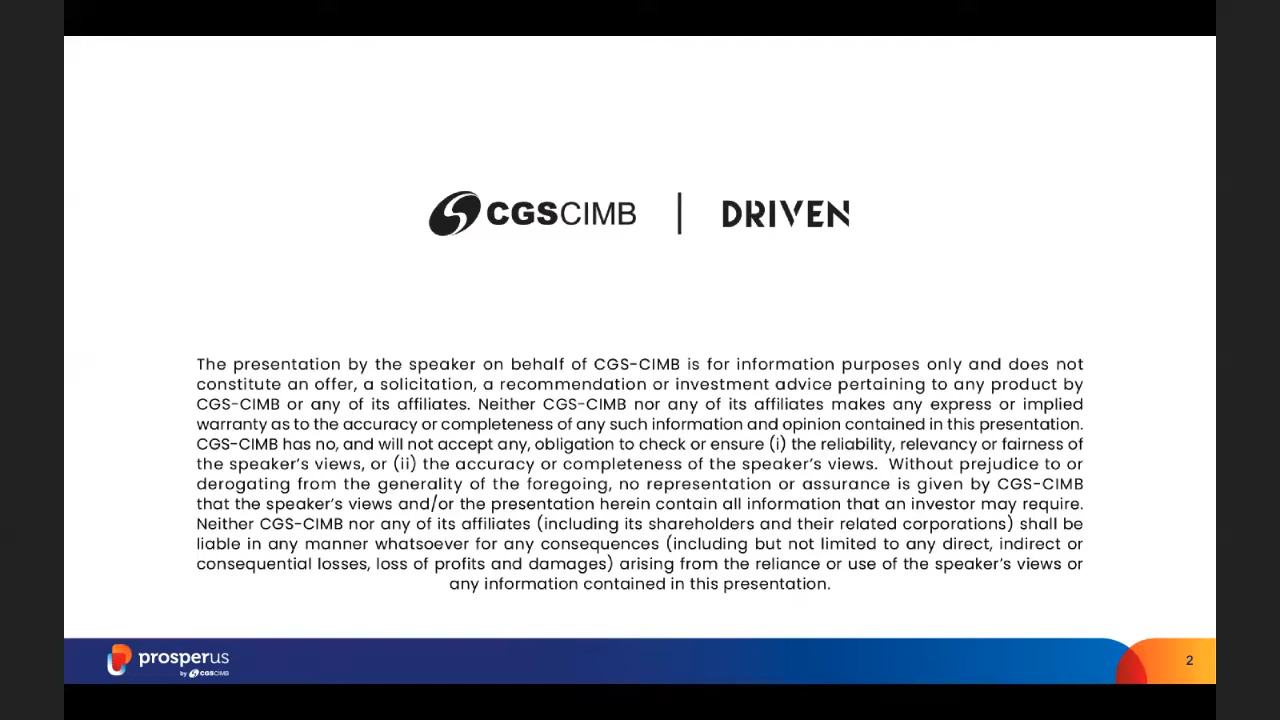 CGSCIMB | DRIVEN
The presentation by the speaker on behalf of CGS-CIMB is for information purposes only and does not
constitute an offer, a solicitation, a recommendation or investment advice pertaining to any product by
CGS-CIMB or any of its affiliates. Neither CGS-CIMB nor any of its affiliates makes any express or implied
warranty as to the accuracy or completeness of any such information and opinion contained in this presentation.
CGS-CIMB has no, and will not accept any, obligation to check or ensure (i) the reliability, relevancy or fairness of
the speaker's views, or (ii) the accuracy or completeness of the speaker's views. Without prejudice to or
derogating from the generality of the foregoing, no representation or assurance is given by CGS-CIMB
that the speaker's views and/or the presentation herein contain all information that an investor may require.
Neither CGS-CIMB nor any of its affiliates (including its shareholders and their related corporations) shall be
liable in any manner whatsoever for any consequences (including but not limited to any direct, indirect or
consequential losses, loss of profits and damages) arising from the reliance or use of the speaker's views or
any information contained in this presentation.
prosperus
by CGSCIMB
2